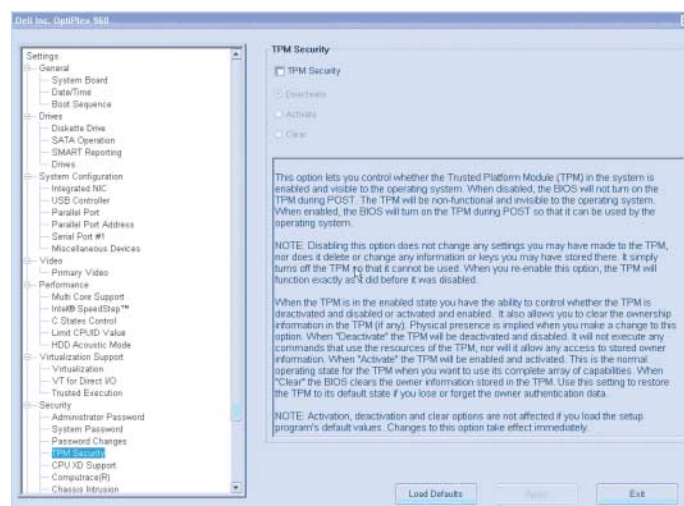 Dell Inc. OptiPlex 960
Settings
General
System Board
Date/Time
Boot Sequence
Drives
Diskette Drive
SATA Operation
SMART Reporting
Drives
System Configuration
Integrated NIC
USB Controller
Parallel Port
Parallel Port Address
Serial Port #1
Miscellaneous Devices
Video
Primary Video
Performance
Multi Core Support
Intel® SpeedStep™
C States Control
Limit CPUID Value
HDD Acoustic Mode
Virtualization Support
Virtualization
VT for Direct I/O
Trusted Execution
Security
Administrator Password
System Password
Password Changes
TPM Security
CPU XD Support
Computrace(R)
Chassis Intrusion
TPM Security
TPM Security
Deactivate
Activate
Clear
This option lets you control whether the Trusted Platform Module (TPM) in the system is
enabled and visible to the operating system. When disabled, the BIOS will not turn on the
TPM during POST. The TPM will be non-functional and invisible to the operating system.
When enabled, the BIOS will turn on the TPM during POST so that it can be used by the
operating system.
NOTE: Disabling this option does not change any settings you may have made to the TPM,
nor does it delete or change any information or keys you may have stored there. It simply
turns off the TPM so that it cannot be used. When you re-enable this option, the TPM will
function exactly as it did before it was disabled.
When the TPM is in the enabled state you have the ability to control whether the TPM is
deactivated and disabled or activated and enabled. It also allows you to clear the ownership
information in the TPM (if any). Physical presence is implied when you make a change to this
option. When "Deactivate" the TPM will be deactivated and disabled. It will not execute any
commands that use the resources of the TPM, nor will it allow any access to stored owner
information. When "Activate" the TPM will be enabled and activated. This is the normal
operating state for the TPM when you want to use its complete array of capabilities. When
"Clear" the BIOS clears the owner information stored in the TPM. Use this setting to restore
the TPM to its default state if you lose or forget the owner authentication data.
NOTE: Activation, deactivation and clear options are not affected if you load the setup
program's default values. Changes to this option take effect immediately.
Load Defaults
Apply
Exit